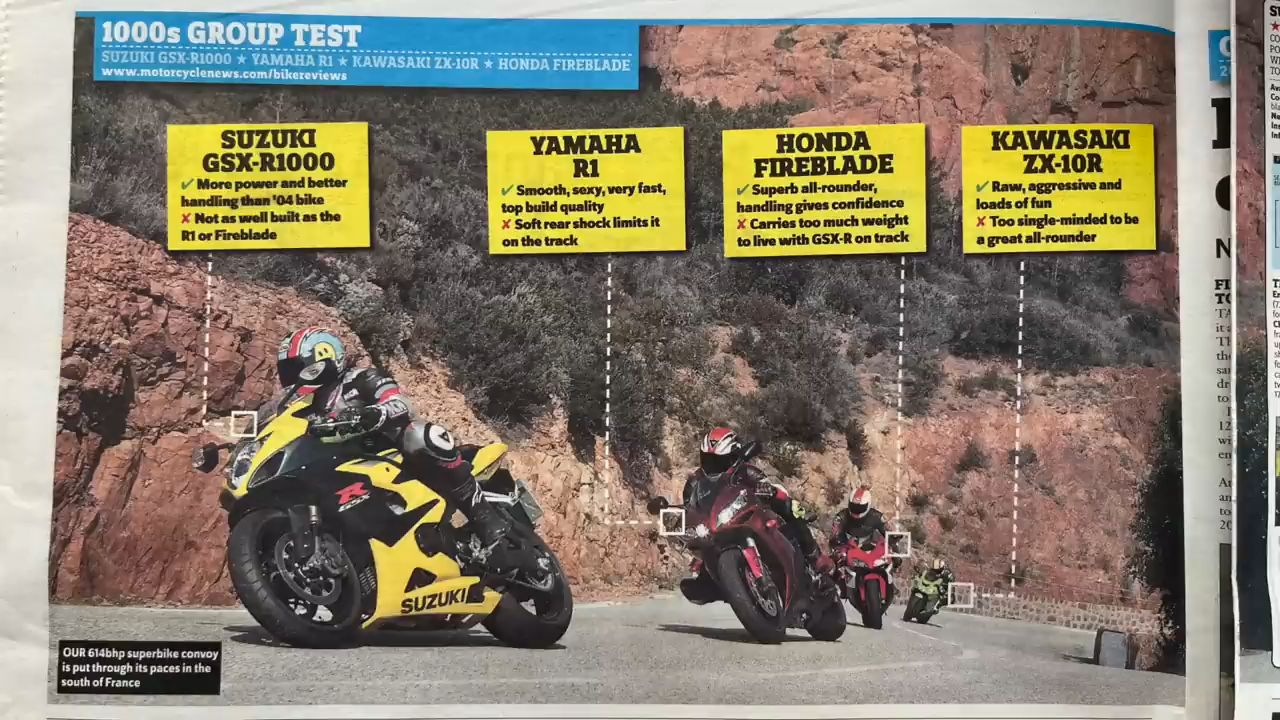 1000s GROUP TEST
SUZUKI GSX-R1000 ★ YAMAHA R1 ★ KAWASAKI ZX-10R ★ HONDA FIREBLADE
www.motorcyclenews.com/bikereviews
SUZUKI
GSX-R1000
✓ More power and better
handling than '04 bike
✗ Not as well built as the
R1 or Fireblade
YAMAHA
R1
✓ Smooth, sexy, very fast,
top build quality
✗ Soft rear shock limits it
on the track
HONDA
FIREBLADE
✓ Superb all-rounder,
handling gives confidence
✗ Carries too much weight
to live with GSX-R on track
KAWASAKI
ZX-10R
✓ Raw, aggressive and
loads of fun
✗ Too single-minded to be
a great all-rounder
R
GSX
SUZUKI
OUR 614bhp superbike convoy
is put through its paces in the
south of France